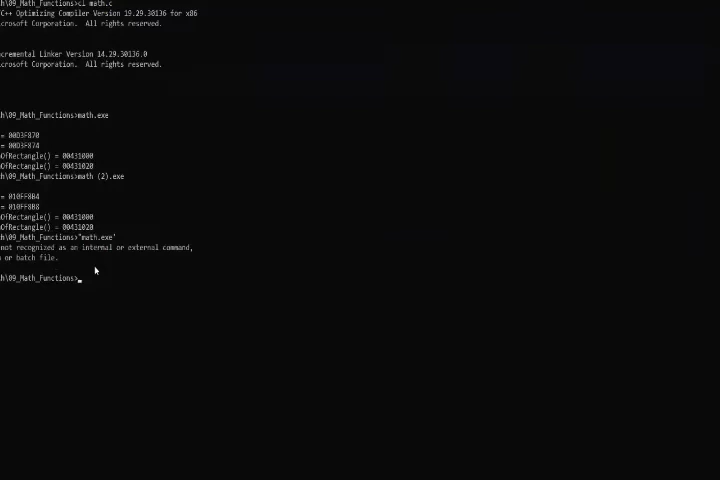 h\09_Math_Functions>cl math.c
C++ Optimizing Compiler Version 19.29.30136 for x86
crosoft Corporation.  All rights reserved.
cremental Linker Version 14.29.30136.0
crosoft Corporation.  All rights reserved.
h\09_Math_Functions>math.exe
= 00D3F870
= 00D3F874
OfRectangle() = 00431000
OfRectangle() = 00431020
h\09_Math_Functions>math (2).exe
= 010FF8B4
= 010FF8B8
OfRectangle() = 00431000
OfRectangle() = 00431020
h\09_Math_Functions>"math.exe'
not recognized as an internal or external command,
or batch file.
h\09_Math_Functions>